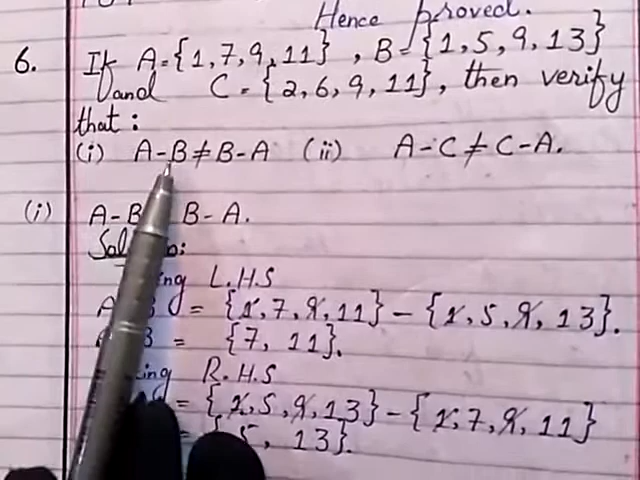 Hence proved.
6. If A={1,7,9,11}, B={1,5,9,13}
and C={2,6,9,11}, then verify
that:
(i) A-B≠B-A (ii) A-C≠C-A.
(i) A-B B-A.
L.H.S
= {1,7,9,11}-{1,5,9,13}.
= {7, 11}.
R.H.S
= {1,5,9,13}-{1,7,9,11}
= {5, 13}.